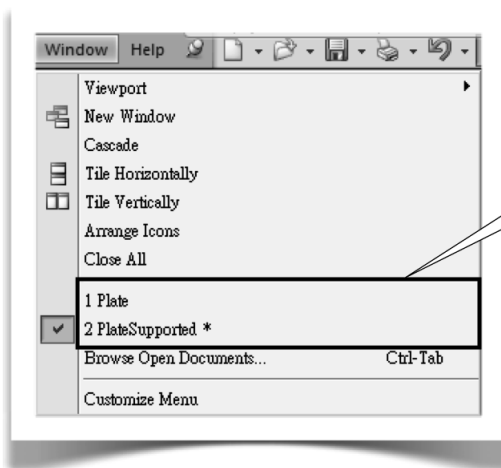 Window Help
Viewport
New Window
Cascade
Tile Horizontally
Tile Vertically
Arrange Icons
Close All
1 Plate
2 PlateSupported *
Browse Open Documents... Ctrl-Tab
Customize Menu